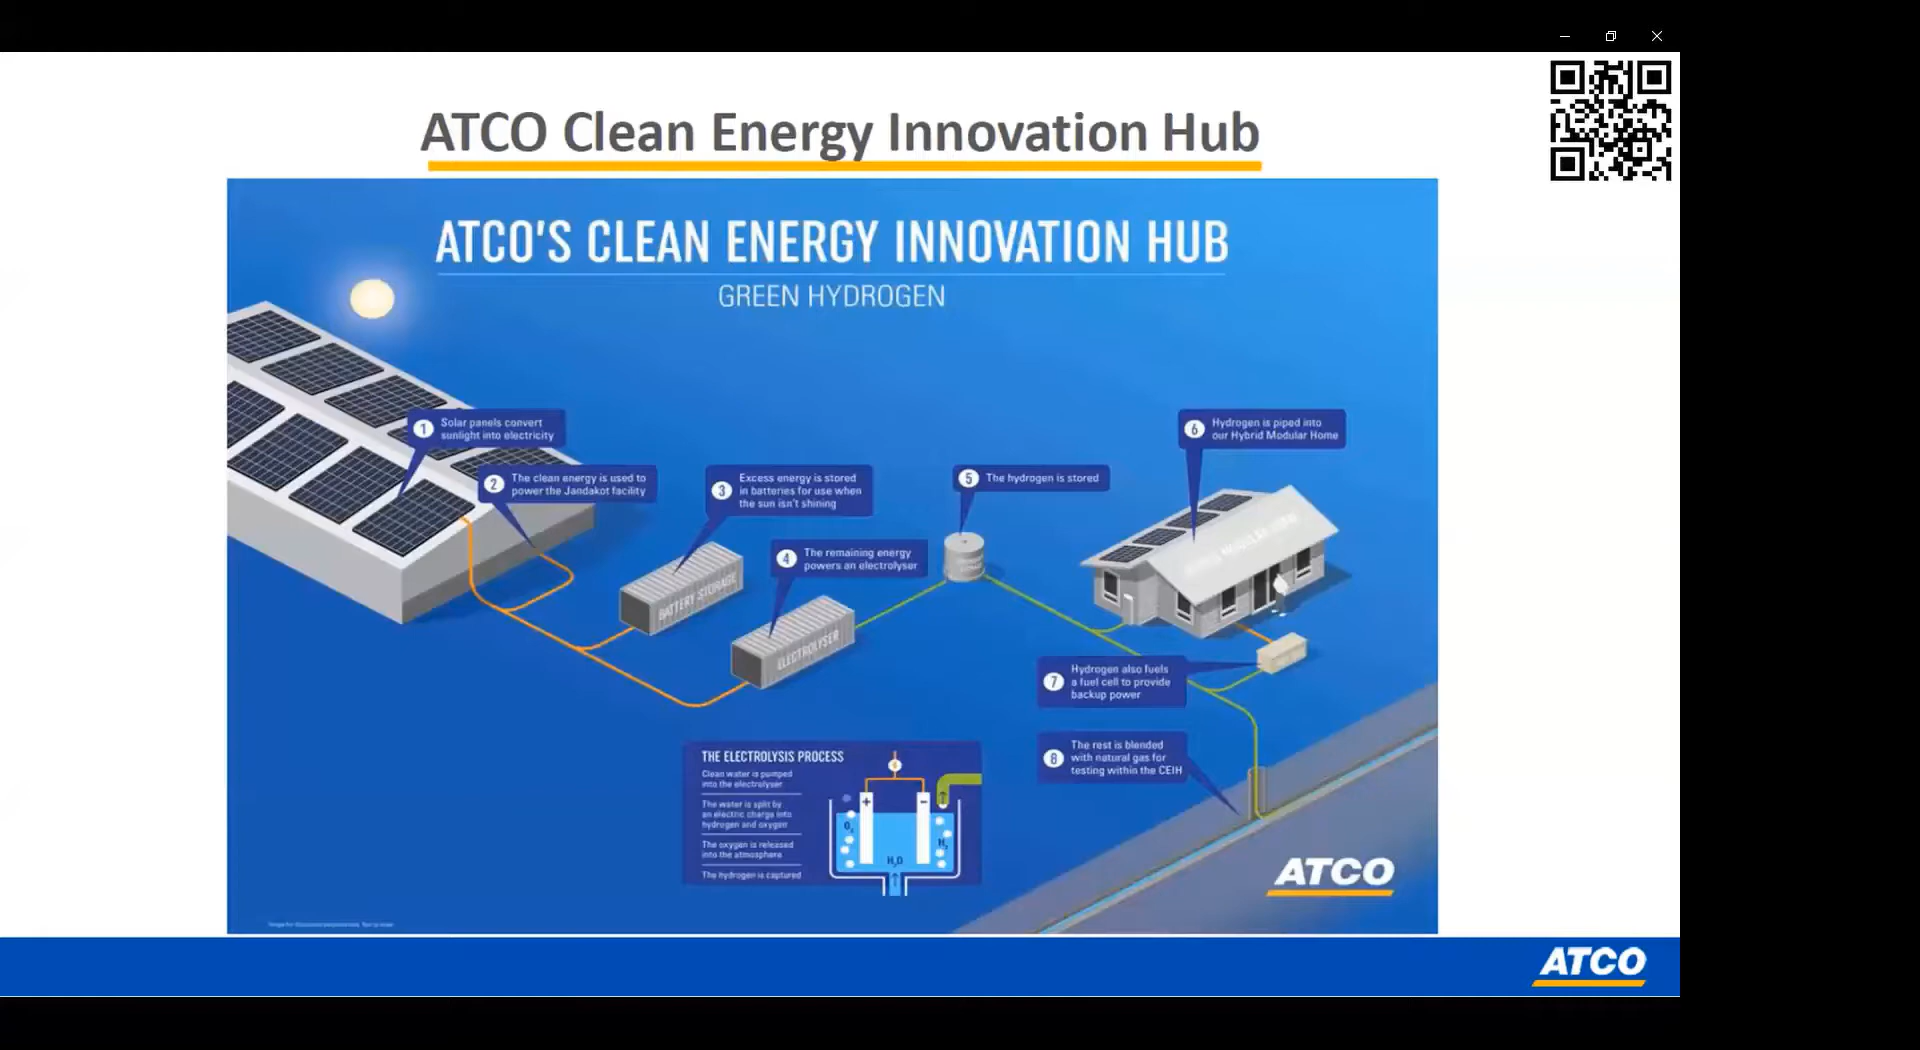 ATCO Clean Energy Innovation Hub
ATCO'S CLEAN ENERGY INNOVATION HUB
GREEN HYDROGEN
1
Solar panels convert
sunlight into electricity
2
The clean energy is used to
power the Jandakot facility
3
Excess energy is stored
in batteries for use when
the sun isn't shining
4
The remaining energy
powers an electrolyser
5
The hydrogen is stored
6
Hydrogen is piped into
our Hybrid Modular Home
BATTERY STORAGE
ELECTROLYSER
7
Hydrogen also fuels
a fuel cell to provide
backup power
8
The rest is blended
with natural gas for
testing within the CEIH
THE ELECTROLYSIS PROCESS
Clean water is pumped
into the electrolyser
The water is split by
an electric charge into
hydrogen and oxygen
The oxygen is released
into the atmosphere
The hydrogen is captured
+
−
O₂
H₂
H₂O
ATCO
ATCO